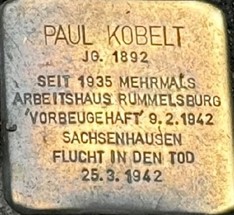 PAUL KOBELT
JG. 1892
SEIT 1935 MEHRMALS
ARBEITSHAUS RUMMELSBURG
'VORBEUGEHAFT' 9.2.1942
SACHSENHAUSEN
FLUCHT IN DEN TOD
25.3.1942